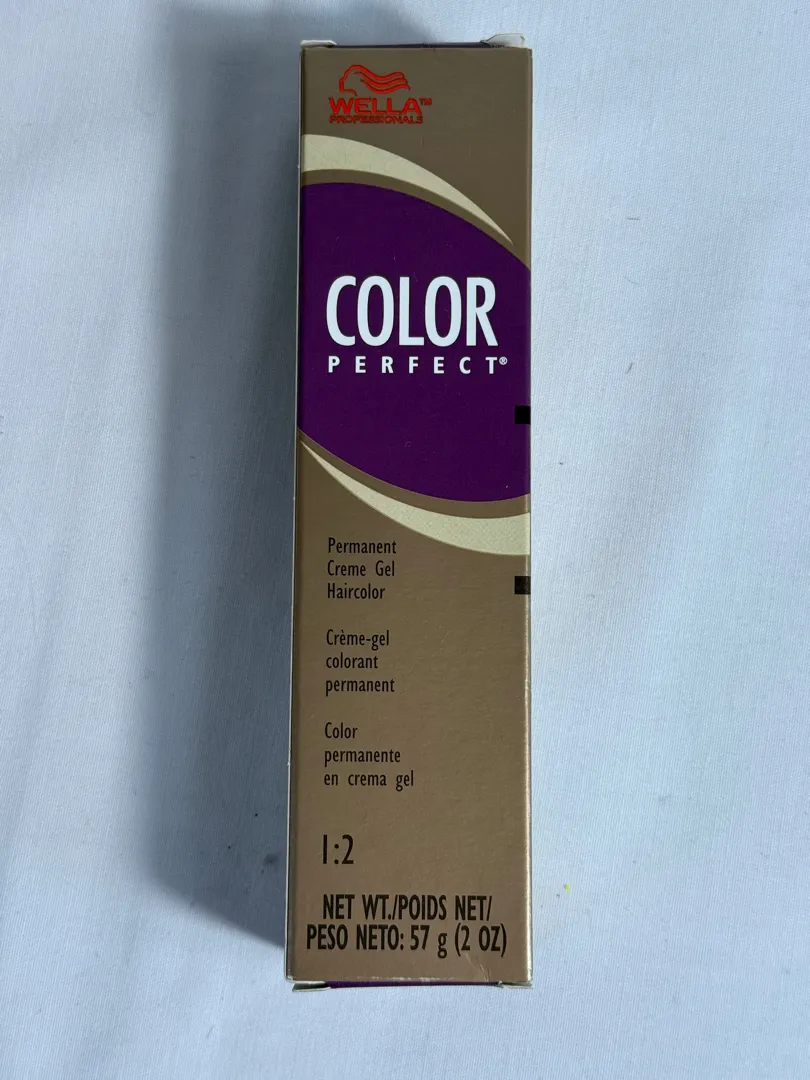 WELLA™
PROFESSIONALS
COLOR
PERFECT®
Permanent
Creme Gel
Haircolor
Crème-gel
colorant
permanent
Color
permanente
en crema gel
1:2
NET WT./POIDS NET/
PESO NETO: 57 g (2 OZ)